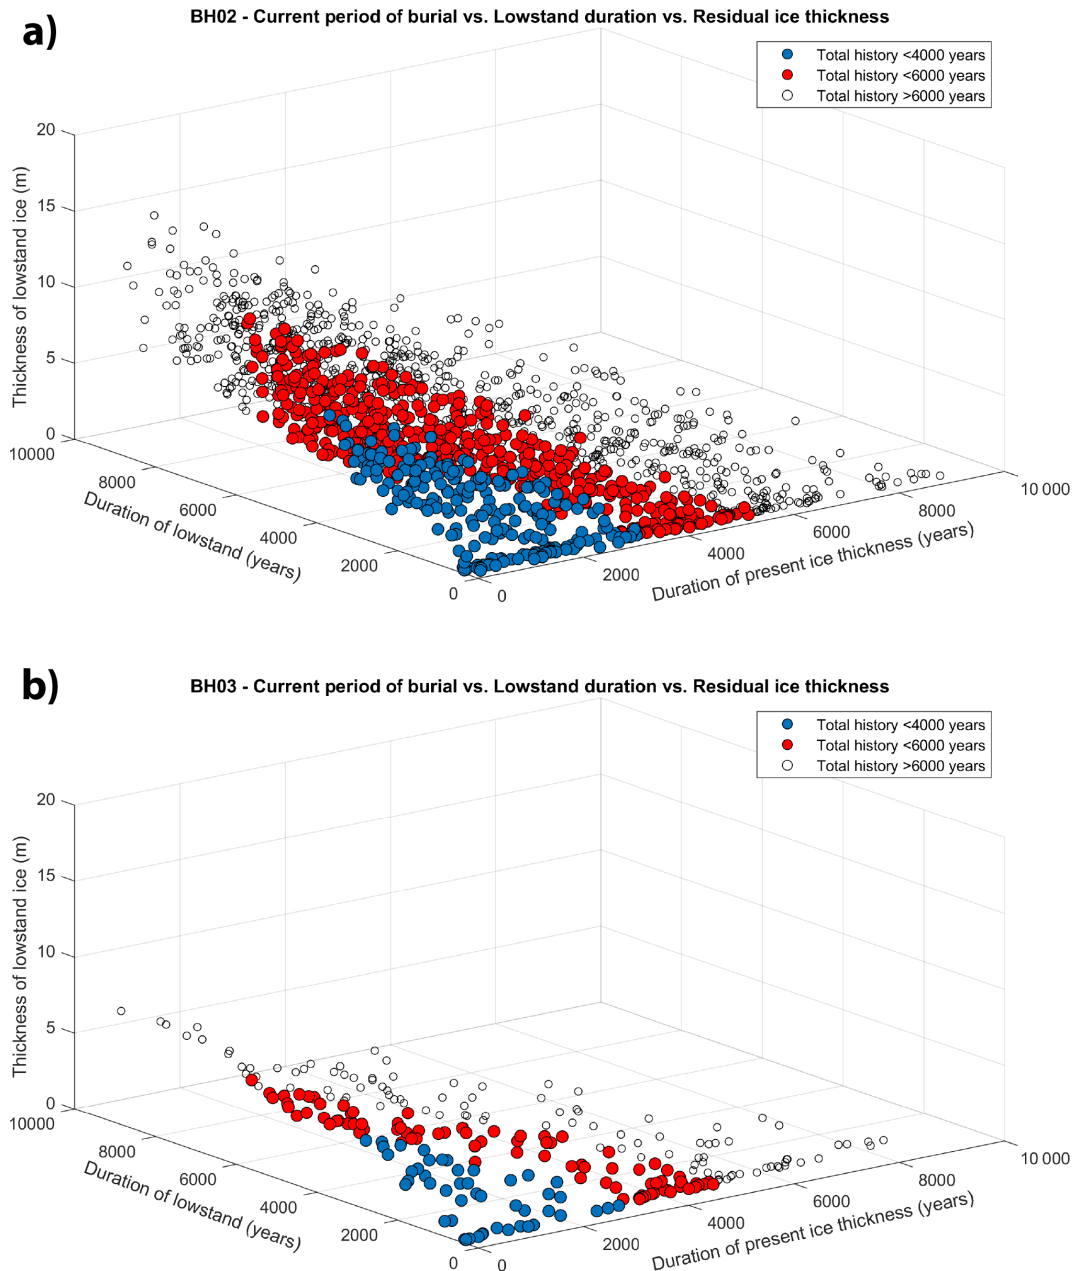 a)
BH02 - Current period of burial vs. Lowstand duration vs. Residual ice thickness
Total history <4000 years
Total history <6000 years
Total history >6000 years
Thickness of lowstand ice (m)
20
15
10
5
0
10000
8000
6000
4000
2000
0
Duration of lowstand (years)
0
2000
4000
6000
8000
10 000
Duration of present ice thickness (years)
b)
BH03 - Current period of burial vs. Lowstand duration vs. Residual ice thickness
Total history <4000 years
Total history <6000 years
Total history >6000 years
Thickness of lowstand ice (m)
20
15
10
5
0
10000
8000
6000
4000
2000
0
Duration of lowstand (years)
0
2000
4000
6000
8000
10 000
Duration of present ice thickness (years)